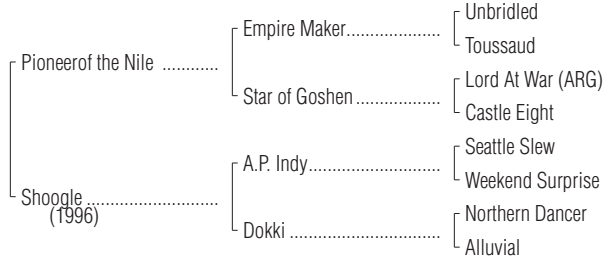 Unbridled
Empire Maker....................
Toussaud
Pioneerof the Nile ............
Lord At War (ARG)
Star of Goshen..................
Castle Eight
Seattle Slew
A.P. Indy............................
Weekend Surprise
Shoogle ............................
(1996)
Northern Dancer
Dokki ................................
Alluvial